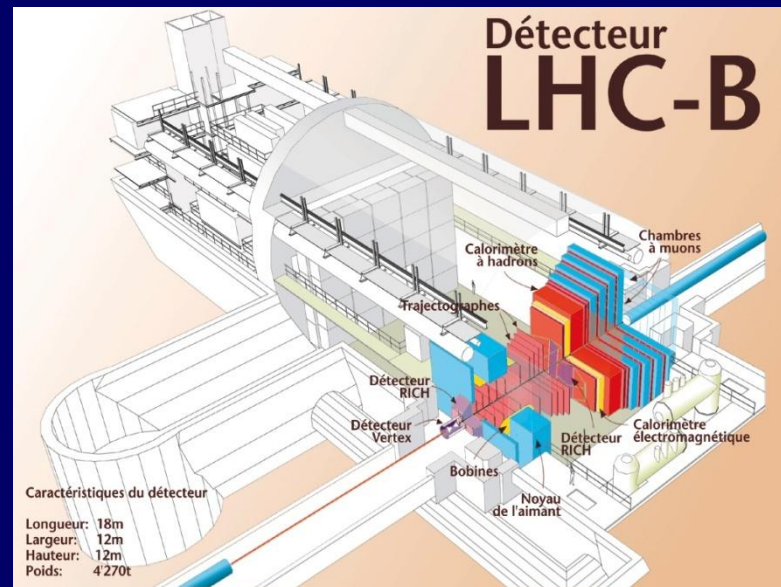 Détecteur
LHC-B
Chambres
à muons
Calorimètre
à hadrons
Trajectographes
Détecteur
RICH
Détecteur
Vertex
Bobines
Noyau
de l'aimant
Détecteur
RICH
Calorimètre
électromagnétique
Caractéristiques du détecteur
Longueur: 18m
Largeur: 12m
Hauteur: 12m
Poids: 4'270t